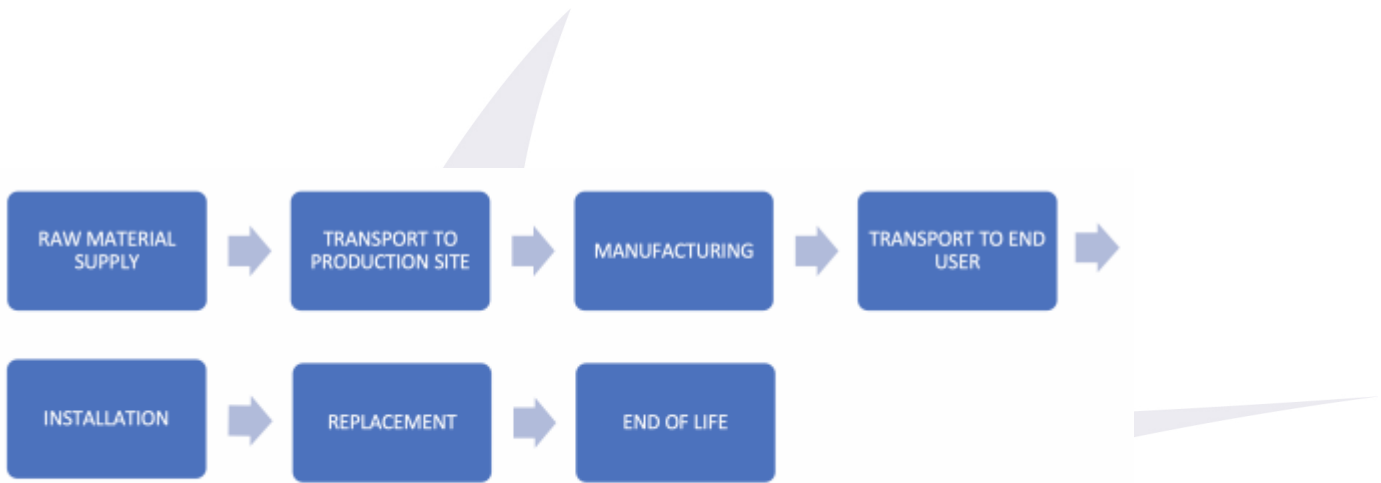 RAW MATERIAL
SUPPLY
TRANSPORT TO
PRODUCTION SITE
MANUFACTURING
TRANSPORT TO END
USER
INSTALLATION
REPLACEMENT
END OF LIFE